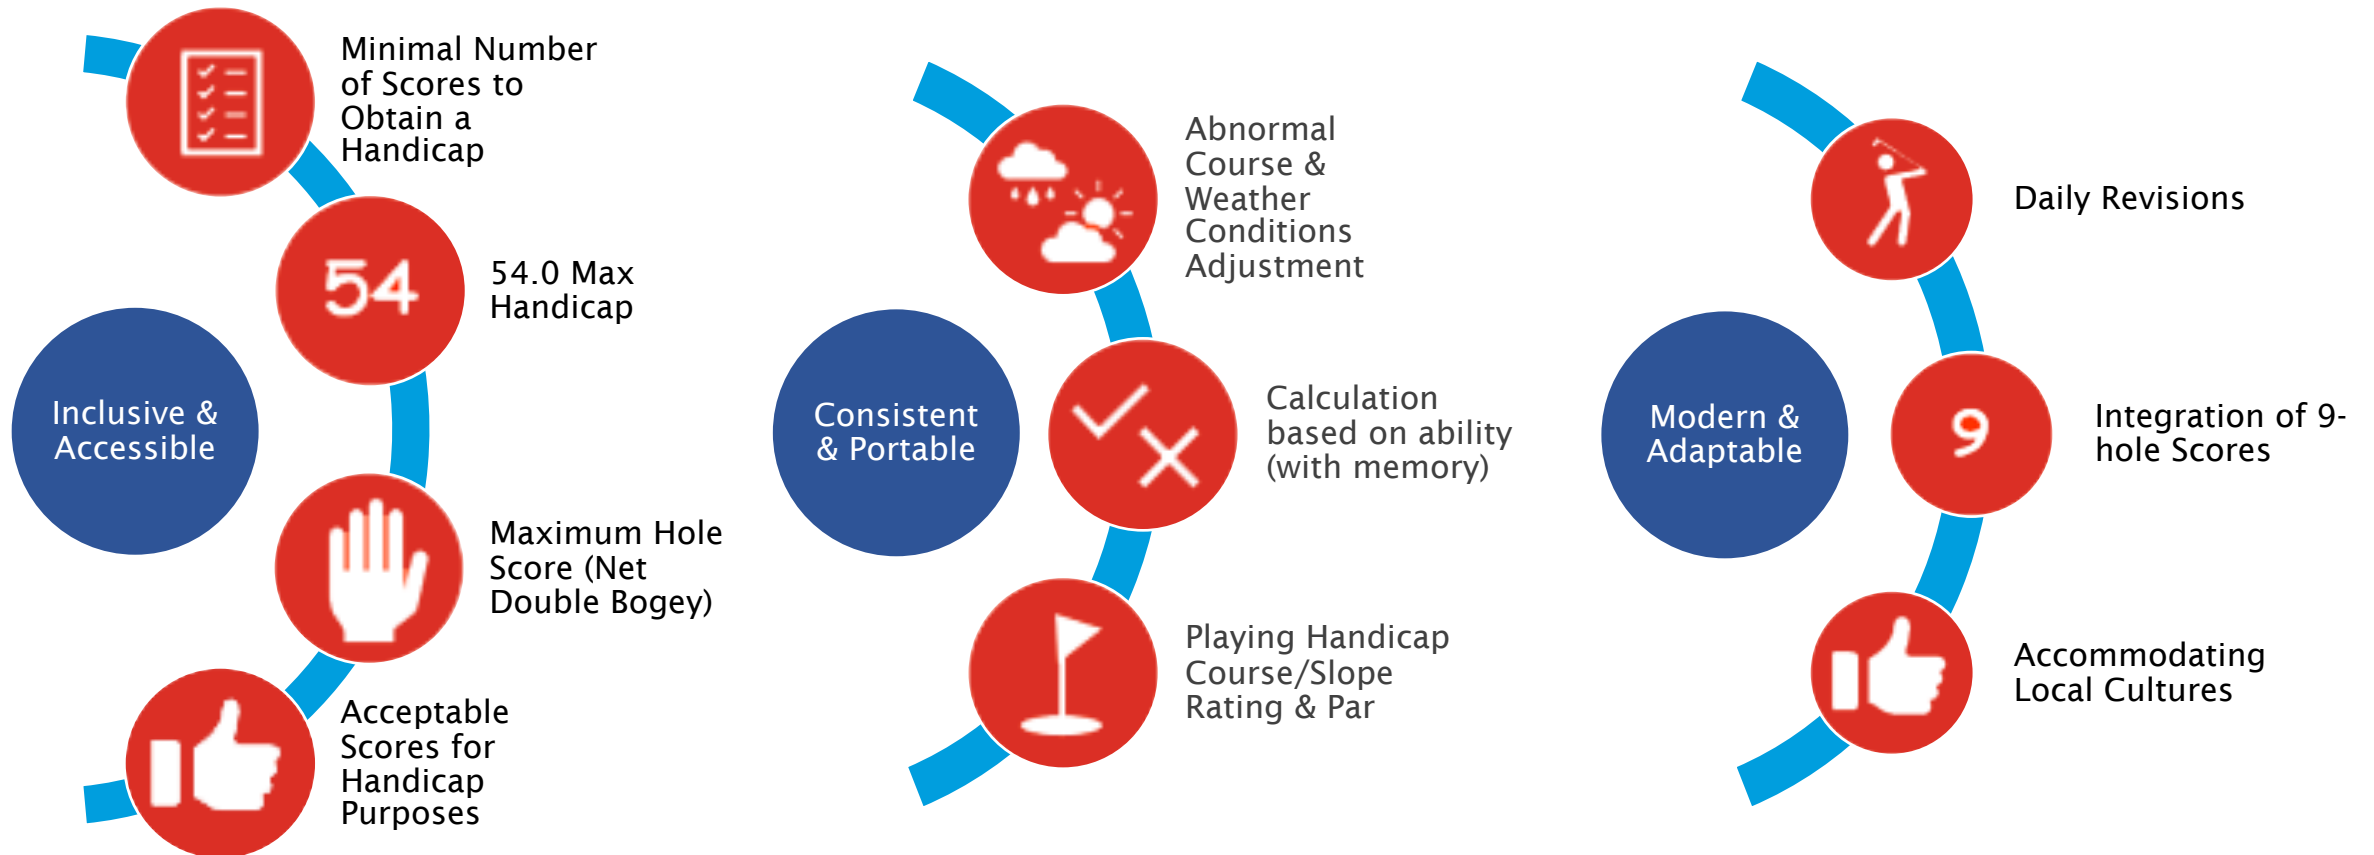 Minimal Number
of Scores to
Obtain a
Handicap
54
54.0 Max
Handicap
Inclusive &
Accessible
Maximum Hole
Score (Net
Double Bogey)
Acceptable
Scores for
Handicap
Purposes
Abnormal
Course &
Weather
Conditions
Adjustment
Consistent
& Portable
Calculation
based on ability
(with memory)
Playing Handicap
Course/Slope
Rating & Par
Daily Revisions
Modern &
Adaptable
9
Integration of 9-
hole Scores
Accommodating
Local Cultures